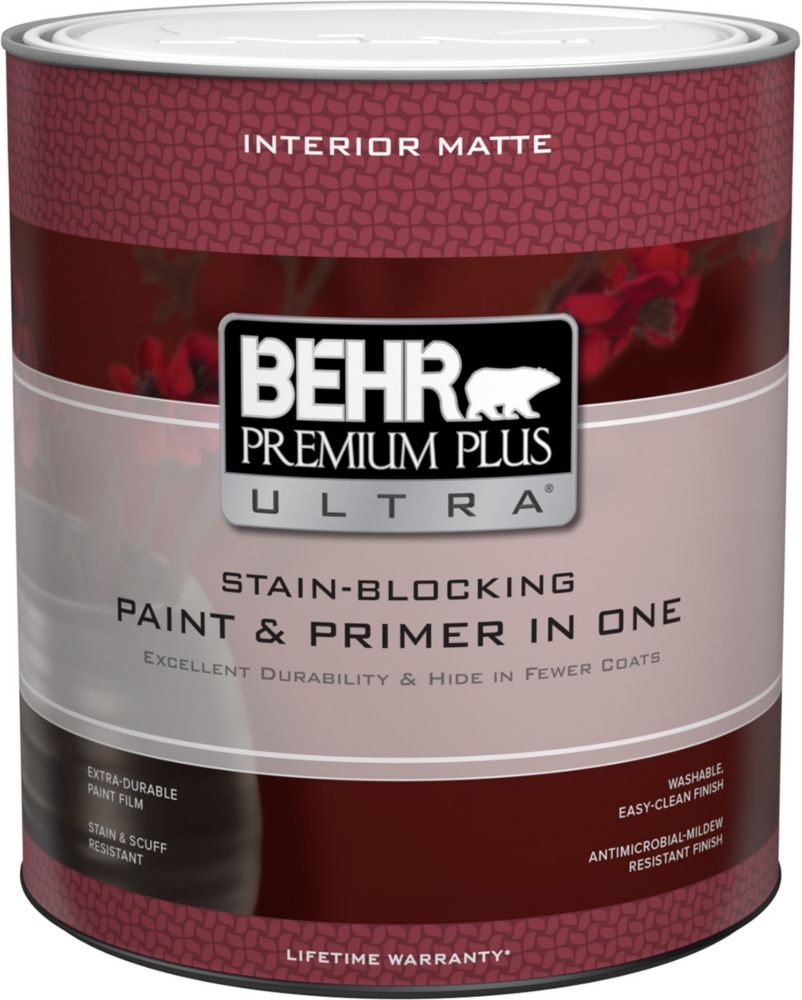 INTERIOR MATTE
BEHR
PREMIUM PLUS
ULTRA®
STAIN-BLOCKING
PAINT & PRIMER IN ONE
EXCELLENT DURABILITY & HIDE IN FEWER COATS
EXTRA-DURABLE
PAINT FILM
STAIN & SCUFF
RESISTANT
WASHABLE,
EASY-CLEAN FINISH
ANTIMICROBIAL-MILDEW
RESISTANT FINISH
LIFETIME WARRANTY*